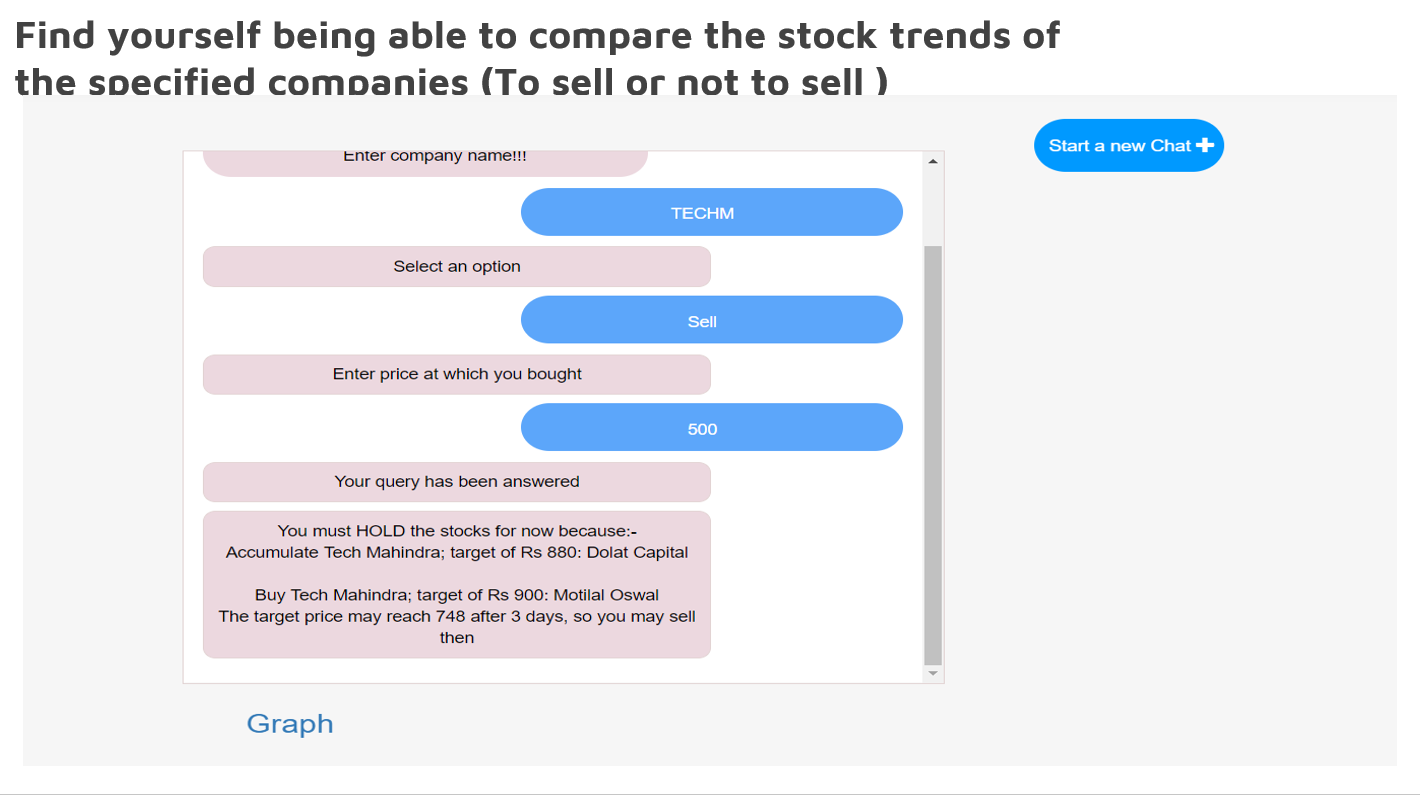 Find yourself being able to compare the stock trends of
the specified companies (To sell or not to sell )
Start a new Chat
Enter company name!!!
TECHM
Select an option
Sell
Enter price at which you bought
500
Your query has been answered
You must HOLD the stocks for now because:-
Accumulate Tech Mahindra; target of Rs 880: Dolat Capital
Buy Tech Mahindra; target of Rs 900: Motilal Oswal
The target price may reach 748 after 3 days, so you may sell
then
Graph